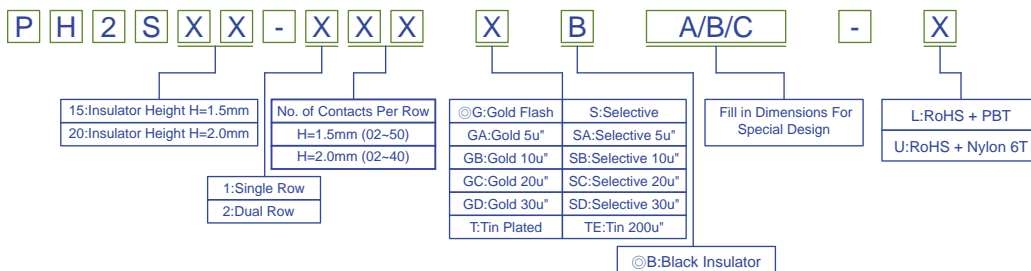 P H 2 S X X - X X X X B A/B/C - X
15:Insulator Height H=1.5mm
20:Insulator Height H=2.0mm
1:Single Row
2:Dual Row
No. of Contacts Per Row
H=1.5mm (02~50)
H=2.0mm (02~40)
◎G:Gold Flash S:Selective
GA:Gold 5u" SA:Selective 5u"
GB:Gold 10u" SB:Selective 10u"
GC:Gold 20u" SC:Selective 20u"
GD:Gold 30u" SD:Selective 30u"
T:Tin Plated TE:Tin 200u"
◎B:Black Insulator
Fill in Dimensions For
Special Design
L:RoHS + PBT
U:RoHS + Nylon 6T